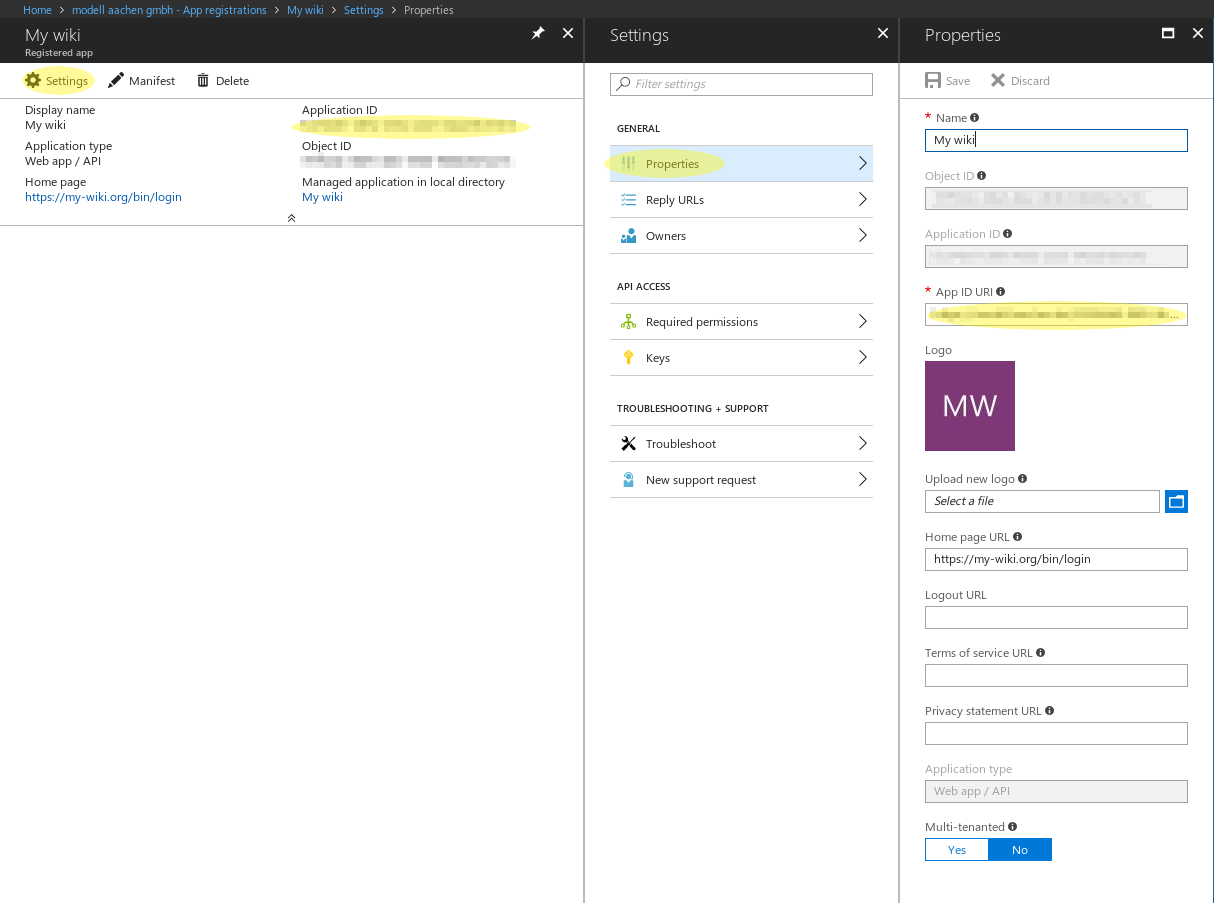 Home > modell aachen gmbh - App registrations > My wiki > Settings > Properties
My wiki
Registered app
Settings
Manifest
Delete
Display name
My wiki
Application type
Web app / API
Home page
https://my-wiki.org/bin/login
Application ID
Object ID
Managed application in local directory
My wiki
Settings
Filter settings
GENERAL
Properties
Reply URLs
Owners
API ACCESS
Required permissions
Keys
TROUBLESHOOTING + SUPPORT
Troubleshoot
New support request
Properties
Save
Discard
* Name
My wiki
Object ID
Application ID
* App ID URI
...
Logo
MW
Upload new logo
Select a file
Home page URL
https://my-wiki.org/bin/login
Logout URL
Terms of service URL
Privacy statement URL
Application type
Web app / API
Multi-tenanted
Yes
No